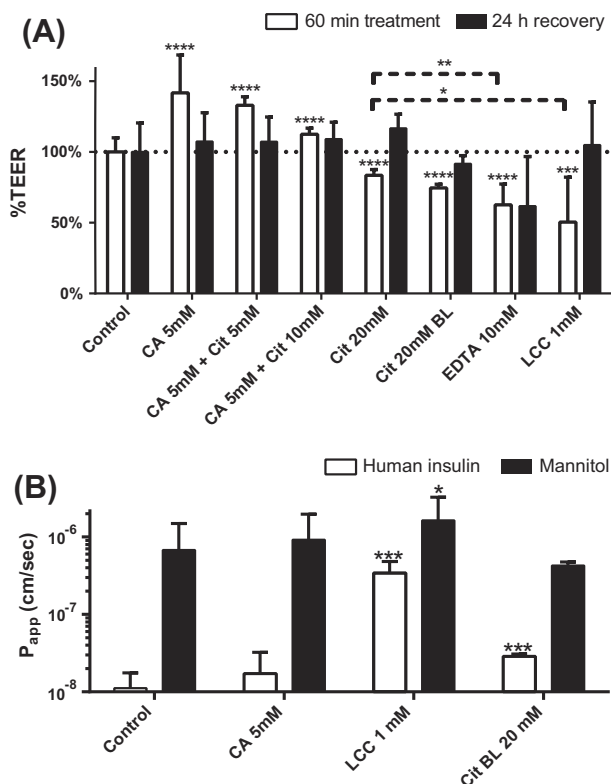 (A)
60 min treatment 24 h recovery
****
**
150%
****
*
****
100%
****
****
****
***
%TEER
50%
0%
Control
CA 5mM
CA 5mM + Cit 5mM
CA 5mM + Cit 10mM
Cit 20mM
Cit 20mM BL
EDTA 10mM
LCC 1mM
(B)
Human insulin Mannitol
*
10-6
***
Papp (cm/sec)
10-7
***
10-8
Control
CA 5mM
LCC 1 mM
Cit BL 20 mM